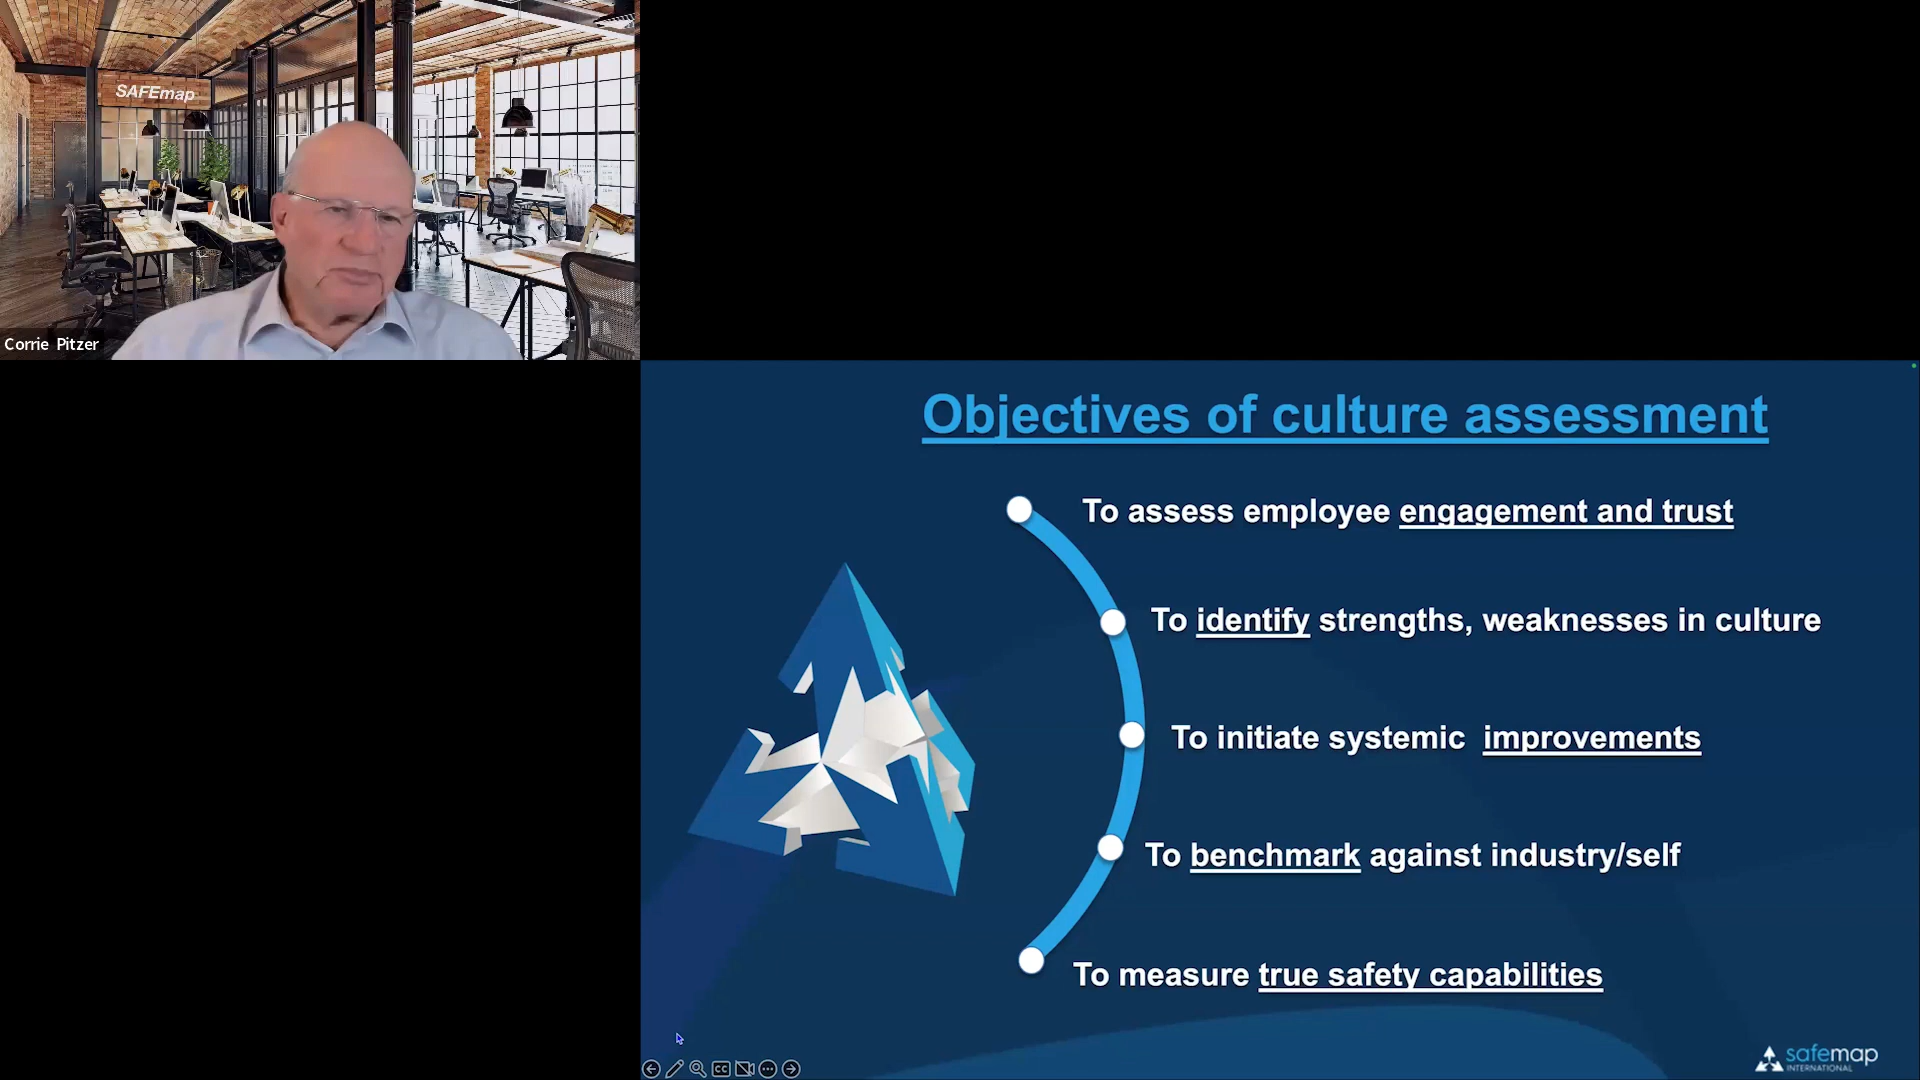 SAFEmap
Corrie Pitzer
Objectives of culture assessment
To assess employee engagement and trust
To identify strengths, weaknesses in culture
To initiate systemic improvements
To benchmark against industry/self
To measure true safety capabilities
CC
safemap
INTERNATIONAL